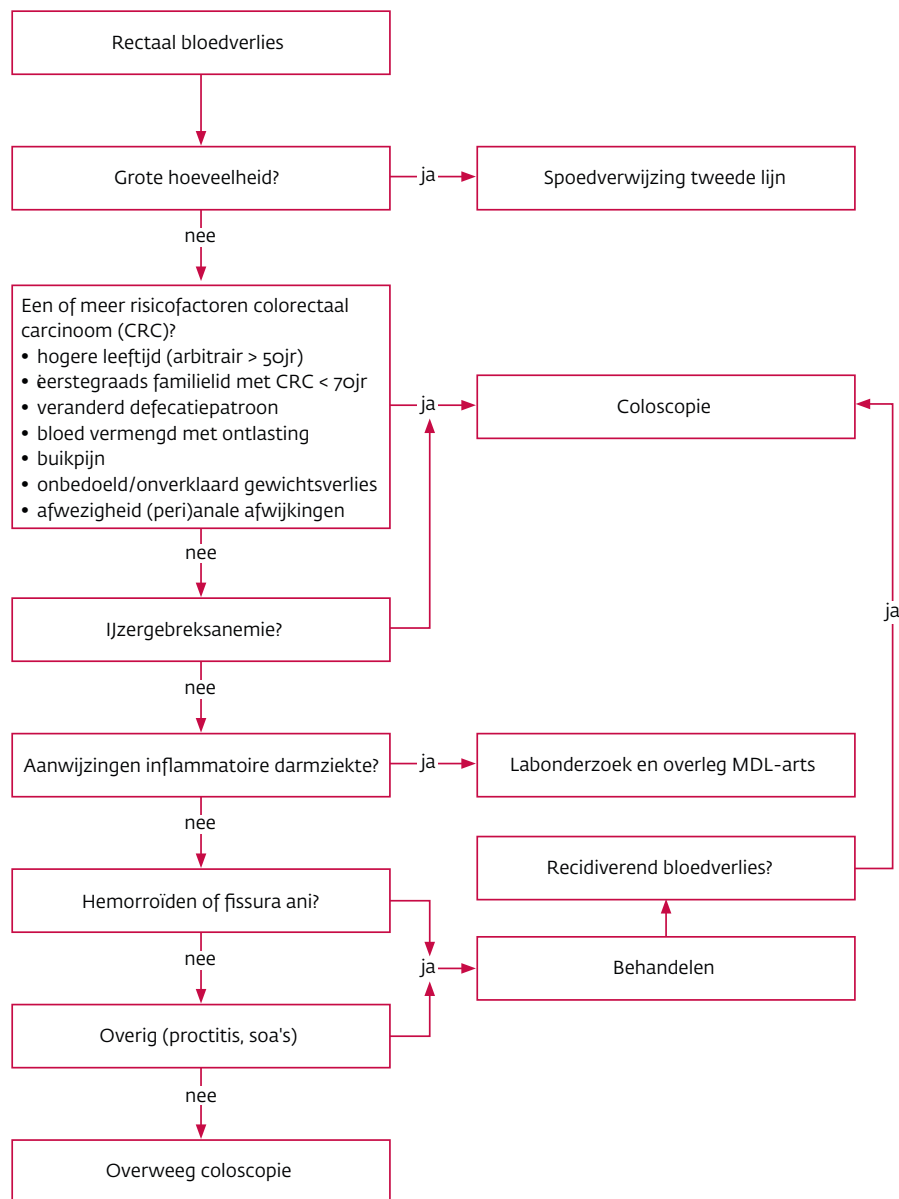 Rectaal bloedverlies
Grote hoeveelheid?
ja
Spoedverwijzing tweede lijn
nee
Een of meer risicofactoren colorectaal
carcinoom (CRC)?
• hogere leeftijd (arbitrair > 50jr)
• eerstegraads familielid met CRC < 70jr
• veranderd defecatiepatroon
• bloed vermengd met ontlasting
• buikpijn
• onbedoeld/onverklaard gewichtsverlies
• afwezigheid (peri)anale afwijkingen
ja
Coloscopie
nee
IJzergebreksanemie?
ja
nee
Aanwijzingen inflammatoire darmziekte?
ja
Labonderzoek en overleg MDL-arts
nee
Recidiverend bloedverlies?
Hemorroïden of fissura ani?
nee
ja
Behandelen
Overig (proctitis, soa's)
nee
Overweeg coloscopie